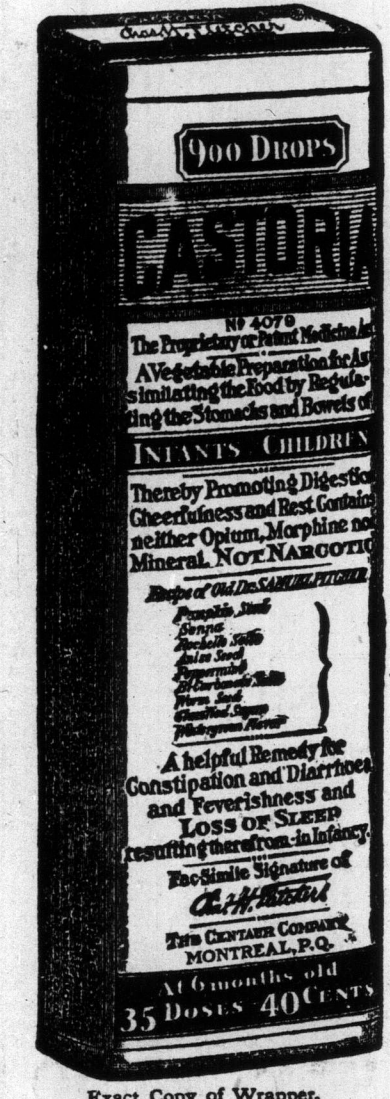 Chas. H. Fletcher
900 DROPS
CASTORIA
No 4079
The Proprietary or Patent Medicine Act
A Vegetable Preparation for As-
similating the Food by Regula-
ting the Stomachs and Bowels of
INFANTS CHILDREN
Thereby Promoting Digestion
Cheerfulness and Rest Contains
neither Opium, Morphine nor
Mineral. NOT NARCOTIC
Recipe of Old Dr. SAMUEL PITCHER
Pumpkin Seed
Senna
Rochelle Salts
Anise Seed
Peppermint
Bi-Carbonate Soda
Worm Seed
Clarified Sugar
Wintergreen Flavor
A helpful Remedy for
Constipation and Diarrhoea
and Feverishness and
LOSS OF SLEEP
resulting therefrom in Infancy.
Fac-Simile Signature of
Chas. H. Fletcher.
THE CENTAUR COMPANY
MONTREAL, P.Q.
At 6 months old
35 DOSES 40 CENTS
Exact Copy of Wrapper.